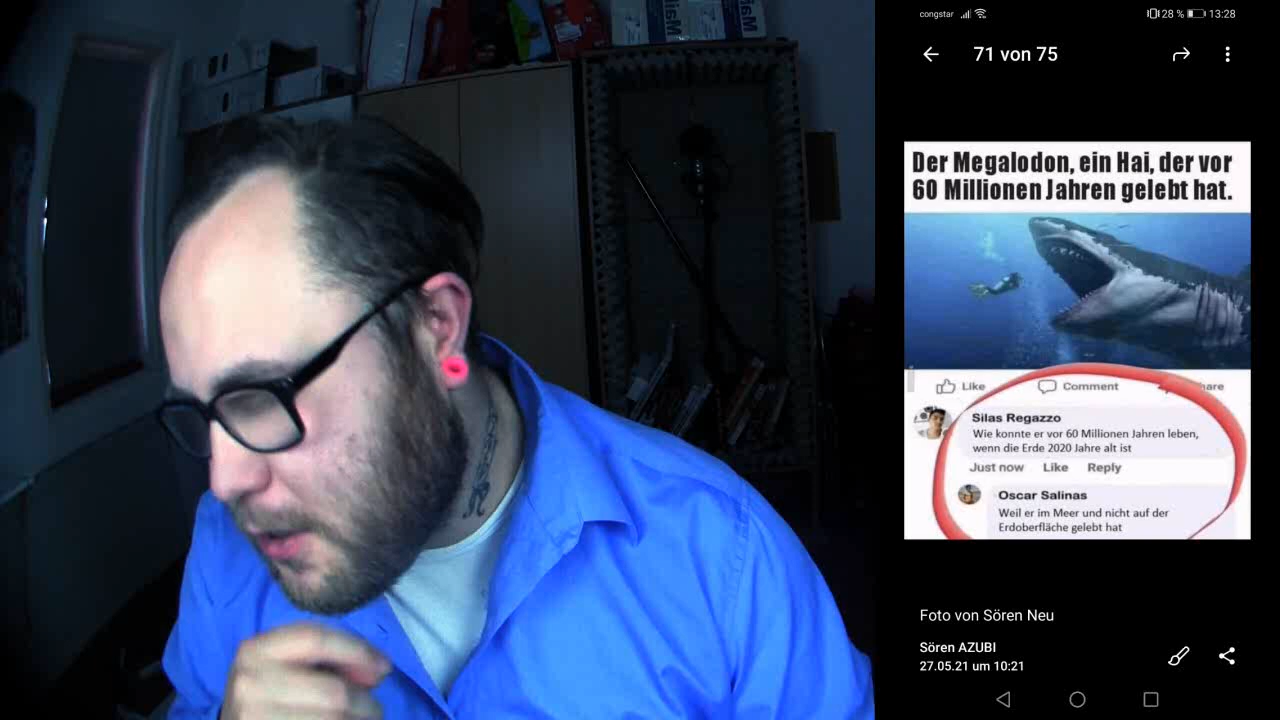 congstar
28 %
13:28
71 von 75
Der Megalodon, ein Hai, der vor
60 Millionen Jahren gelebt hat.
Like
Comment
Silas Regazzo
Wie konnte er vor 60 Millionen Jahren leben,
wenn die Erde 2020 Jahre alt ist
Just now Like Reply
Oscar Salinas
Weil er im Meer und nicht auf der
Erdoberfläche gelebt hat
Foto von Sören Neu
Sören AZUBI
27.05.21 um 10:21